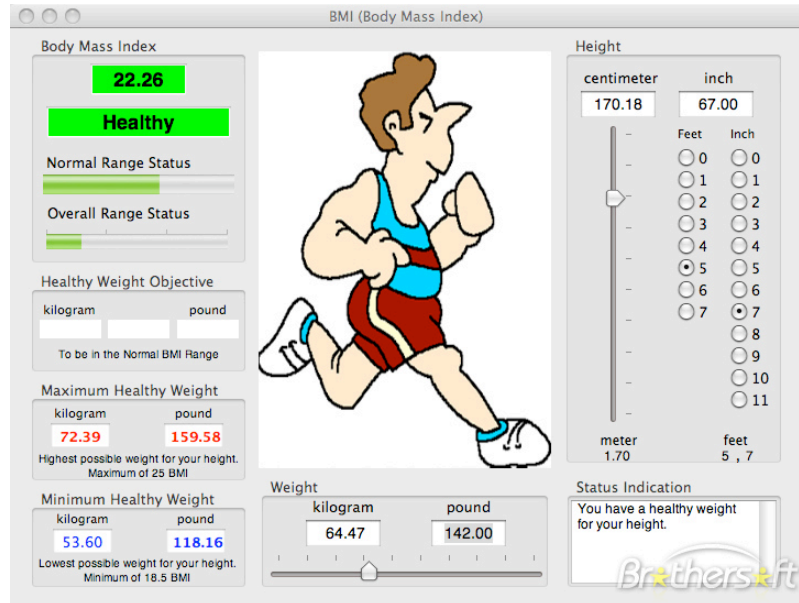 BMI (Body Mass Index)
Body Mass Index
22.26
Healthy
Normal Range Status
Overall Range Status
Healthy Weight Objective
kilogram pound
To be in the Normal BMI Range
Maximum Healthy Weight
kilogram pound
72.39 159.58
Highest possible weight for your height.
Maximum of 25 BMI
Minimum Healthy Weight
kilogram pound
53.60 118.16
Lowest possible weight for your height.
Minimum of 18.5 BMI
Weight
kilogram pound
64.47 142.00
Height
centimeter inch
170.18 67.00
Feet Inch
0 0
1 1
2 2
3 3
4 4
5 5
6 6
7 7
8
9
10
11
meter feet
1.70 5 , 7
Status Indication
You have a healthy weight
for your height.
Brothersoft